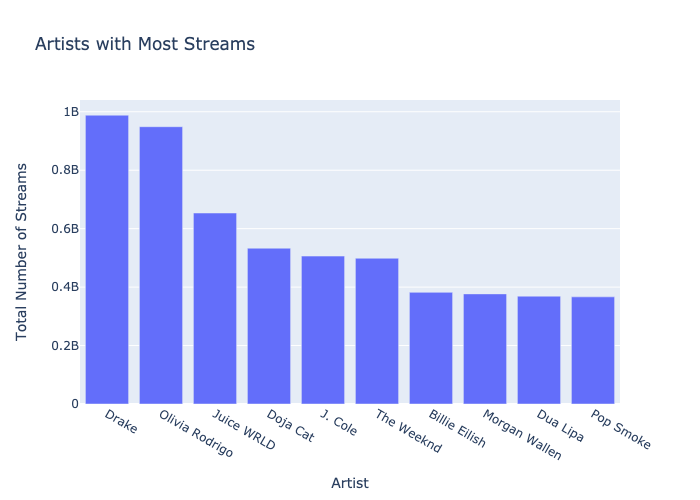 Artists with Most Streams
Total Number of Streams
1B
0.8B
0.6B
0.4B
0.2B
0
Drake
Olivia Rodrigo
Juice WRLD
Doja Cat
J. Cole
The Weeknd
Billie Eilish
Morgan Wallen
Dua Lipa
Pop Smoke
Artist